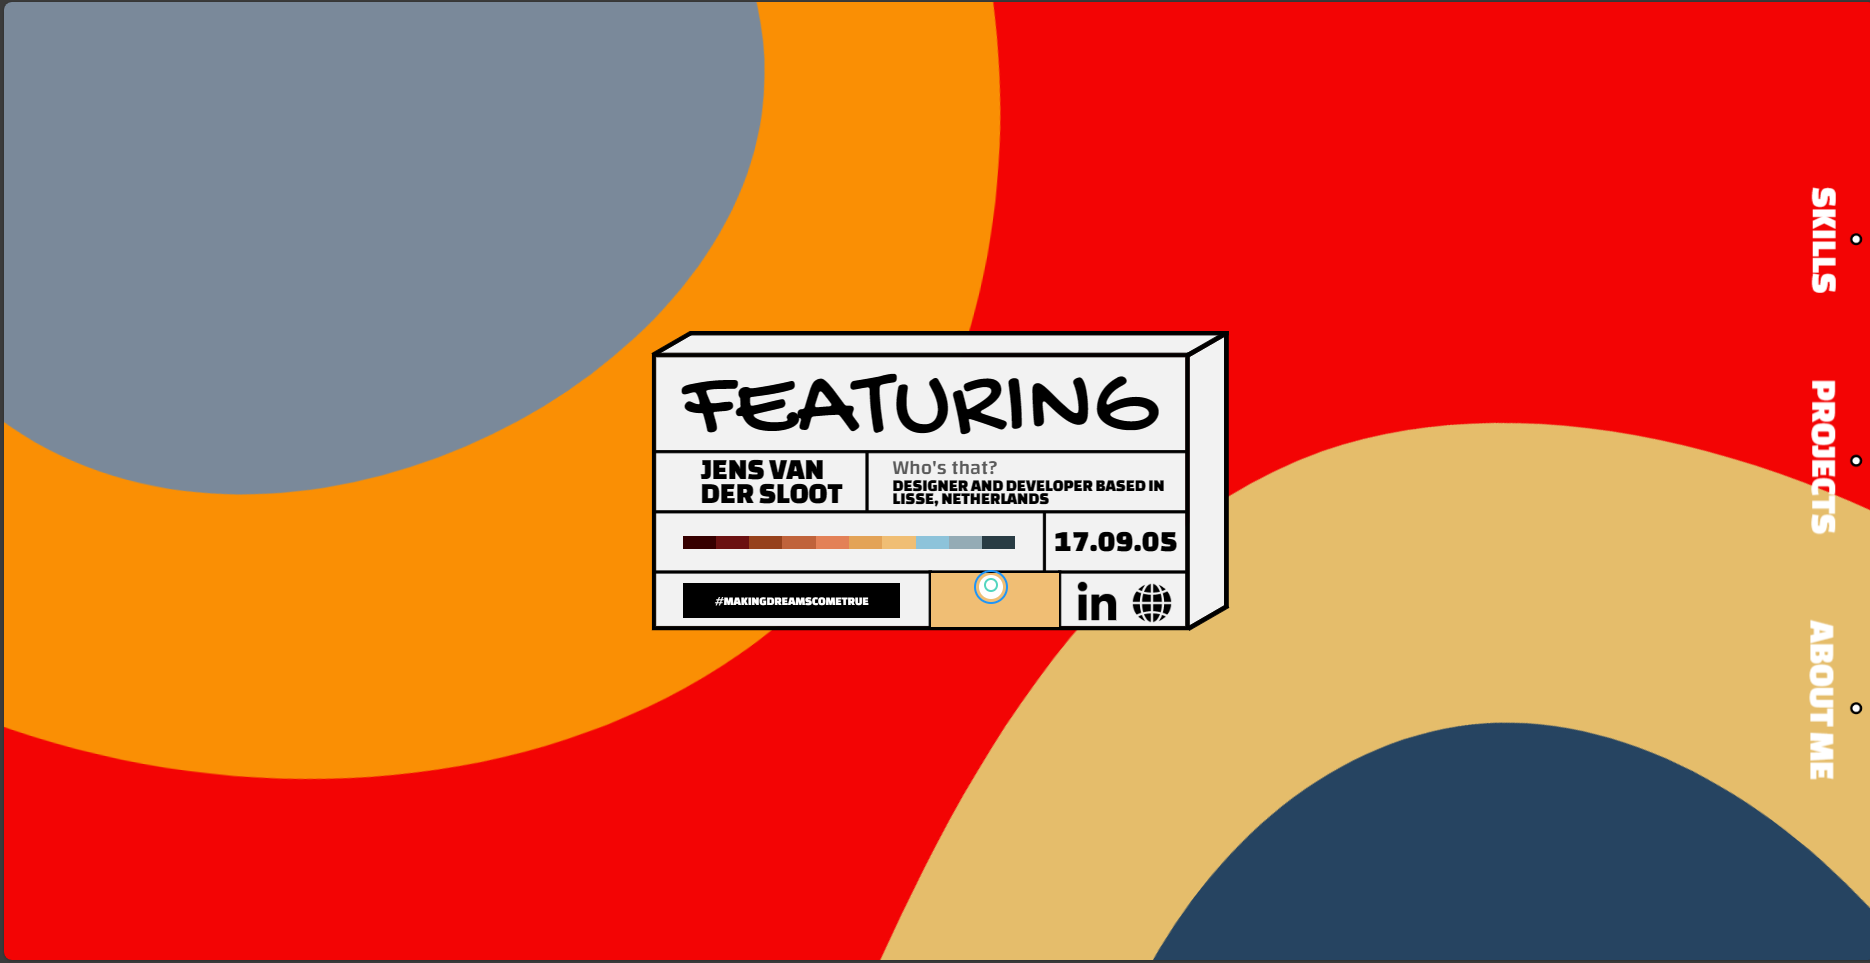 FEATURING
JENS VAN
DER SLOOT
Who's that?
DESIGNER AND DEVELOPER BASED IN
LISSE, NETHERLANDS
17.09.05
#MAKINGDREAMSCOMETRUE
in
SKILLS
PROJECTS
ABOUT ME